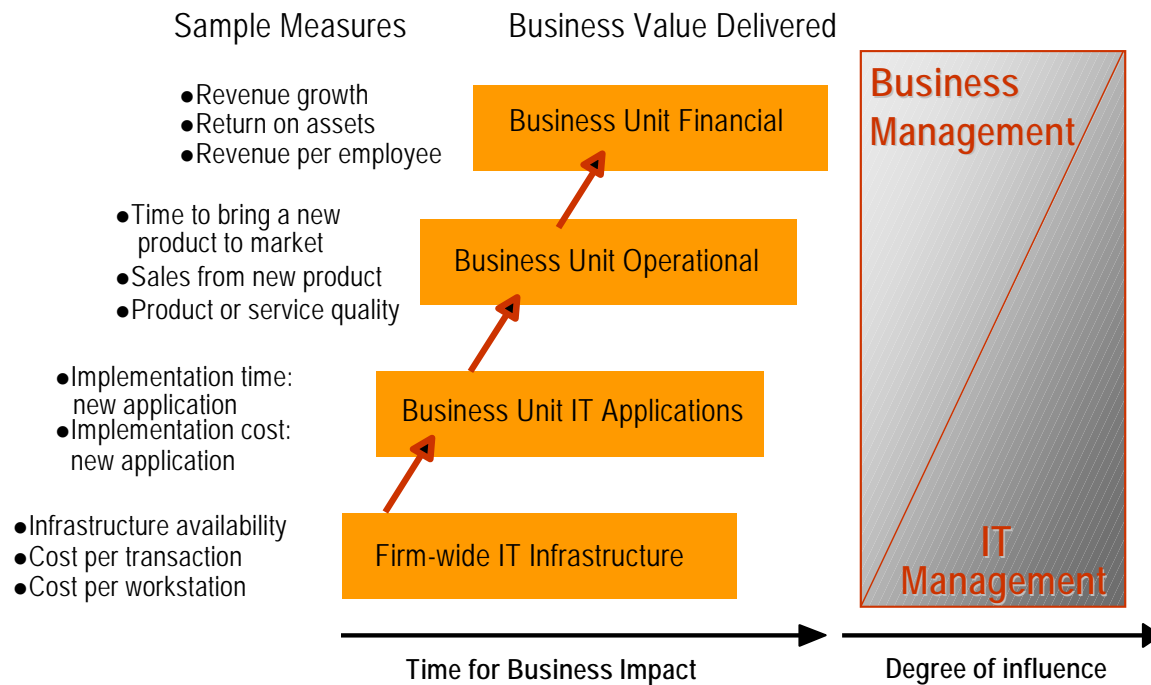 Sample Measures
Business Value Delivered
●Revenue growth
●Return on assets
●Revenue per employee
Business Unit Financial
Business
Management
●Time to bring a new
product to market
●Sales from new product
●Product or service quality
Business Unit Operational
●Implementation time:
new application
●Implementation cost:
new application
Business Unit IT Applications
●Infrastructure availability
●Cost per transaction
●Cost per workstation
Firm-wide IT Infrastructure
IT
Management
Time for Business Impact
Degree of influence